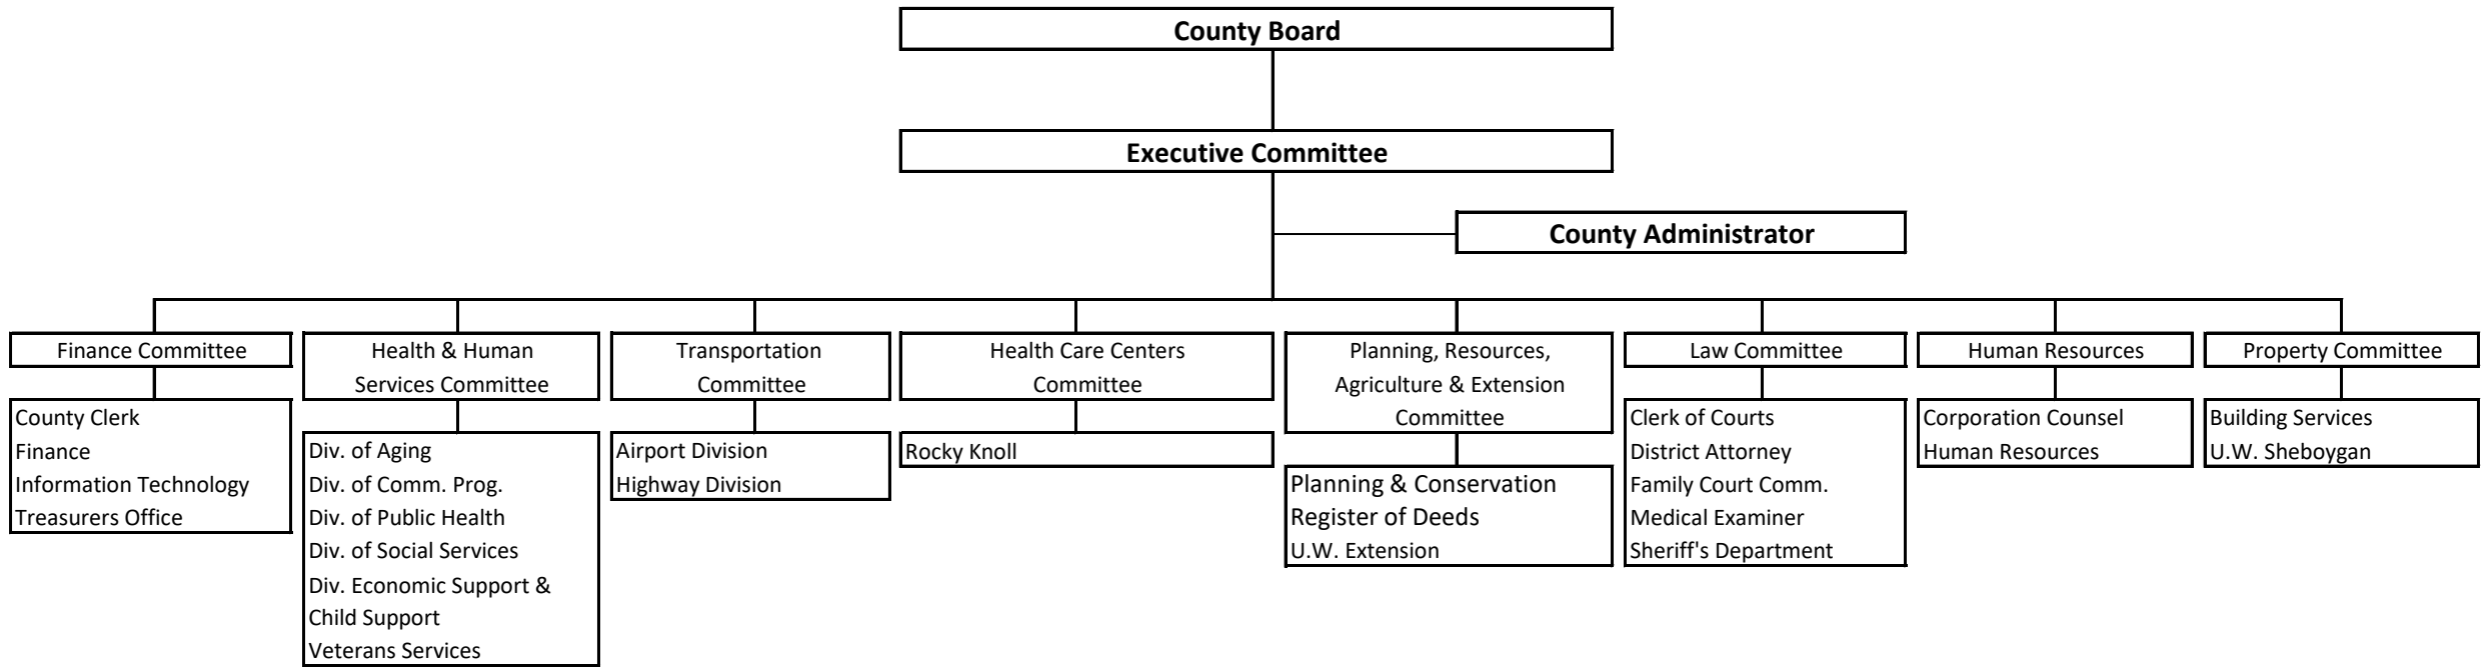 County Board
Executive Committee
County Administrator
Finance Committee
County Clerk
Finance
Information Technology
Treasurers Office
Health & Human
Services Committee
Div. of Aging
Div. of Comm. Prog.
Div. of Public Health
Div. of Social Services
Div. Economic Support &
Child Support
Veterans Services
Transportation
Committee
Airport Division
Highway Division
Health Care Centers
Committee
Rocky Knoll
Planning, Resources,
Agriculture & Extension
Committee
Planning & Conservation
Register of Deeds
U.W. Extension
Law Committee
Clerk of Courts
District Attorney
Family Court Comm.
Medical Examiner
Sheriff's Department
Human Resources
Corporation Counsel
Human Resources
Property Committee
Building Services
U.W. Sheboygan